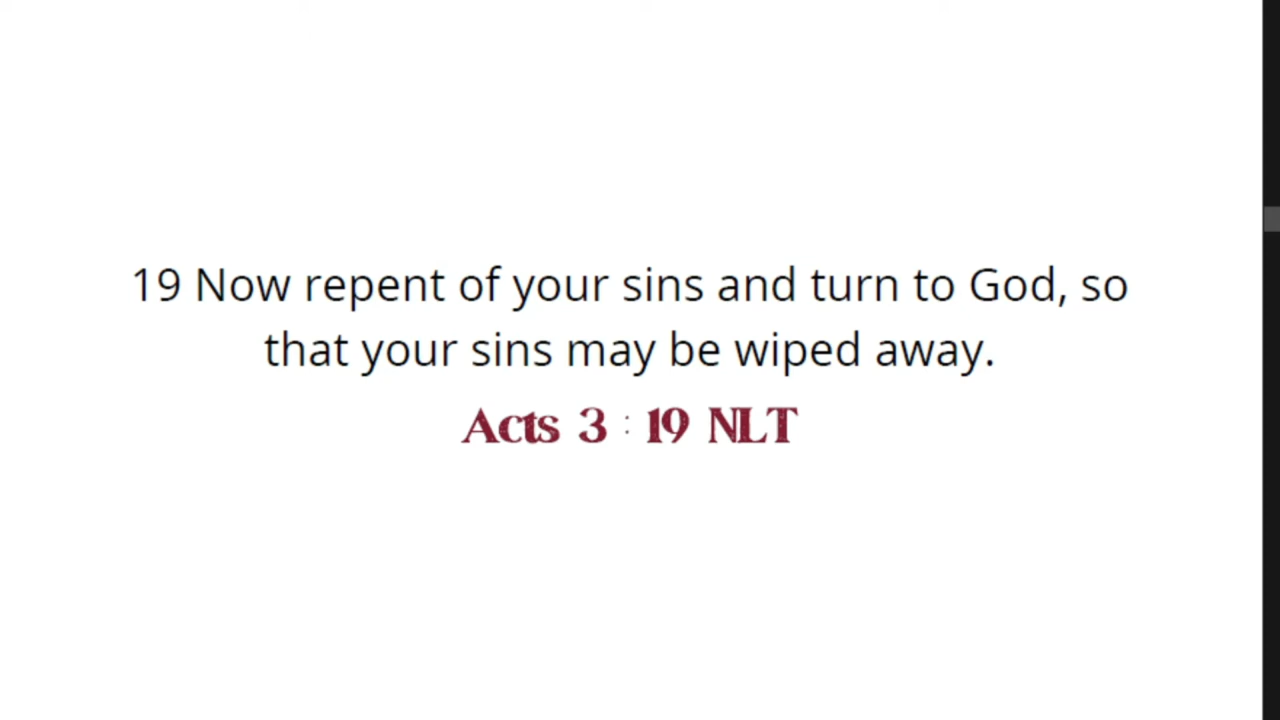 19 Now repent of your sins and turn to God, so
that your sins may be wiped away.
Acts 3 : 19 NLT